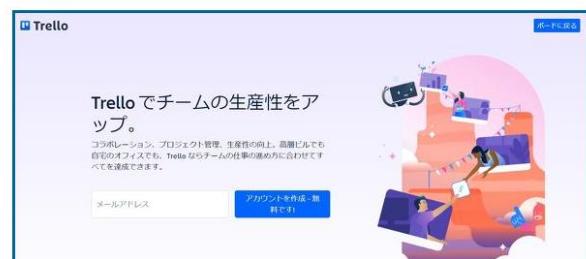 Trello
ボードに戻る
Trello でチームの生産性をア
ップ。
コラボレーション、プロジェクト管理、生産性の向上。高層ビルでも
自宅のオフィスでも、Trello ならチームの仕事の進め方に合わせてす
べてを達成できます。
メールアドレス
アカウントを作成 - 無
料です!